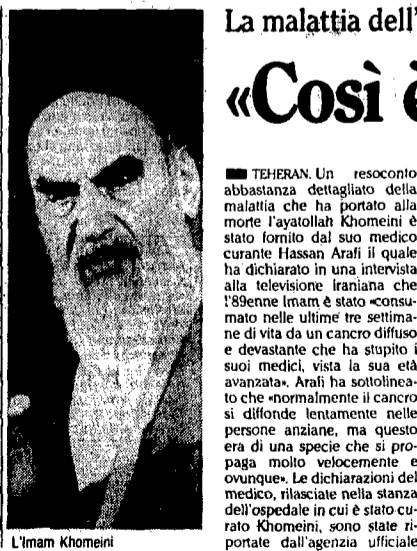 La malattia dell'
«Così è
TEHERAN. Un resoconto
abbastanza dettagliato della
malattia che ha portato alla
morte l'ayatollah Khomeini è
stato fornito dal suo medico
curante Hassan Arafi il quale
ha dichiarato in una intervista
alla televisione iraniana che
l'89enne Imam è stato «consu-
mato nelle ultime tre settima-
ne di vita da un cancro diffuso
e devastante che ha stupito i
suoi medici, vista la sua età
avanzata». Arafi ha sottolinea-
to che «normalmente il cancro
si diffonde lentamente nelle
persone anziane, ma questo
era di una specie che si pro-
paga molto velocemente e
ovunque». Le dichiarazioni del
medico, rilasciate nella stanza
dell'ospedale in cui è stato cu-
rato Khomeini, sono state ri-
portate dall'agenzia ufficiale
L'Imam Khomeini